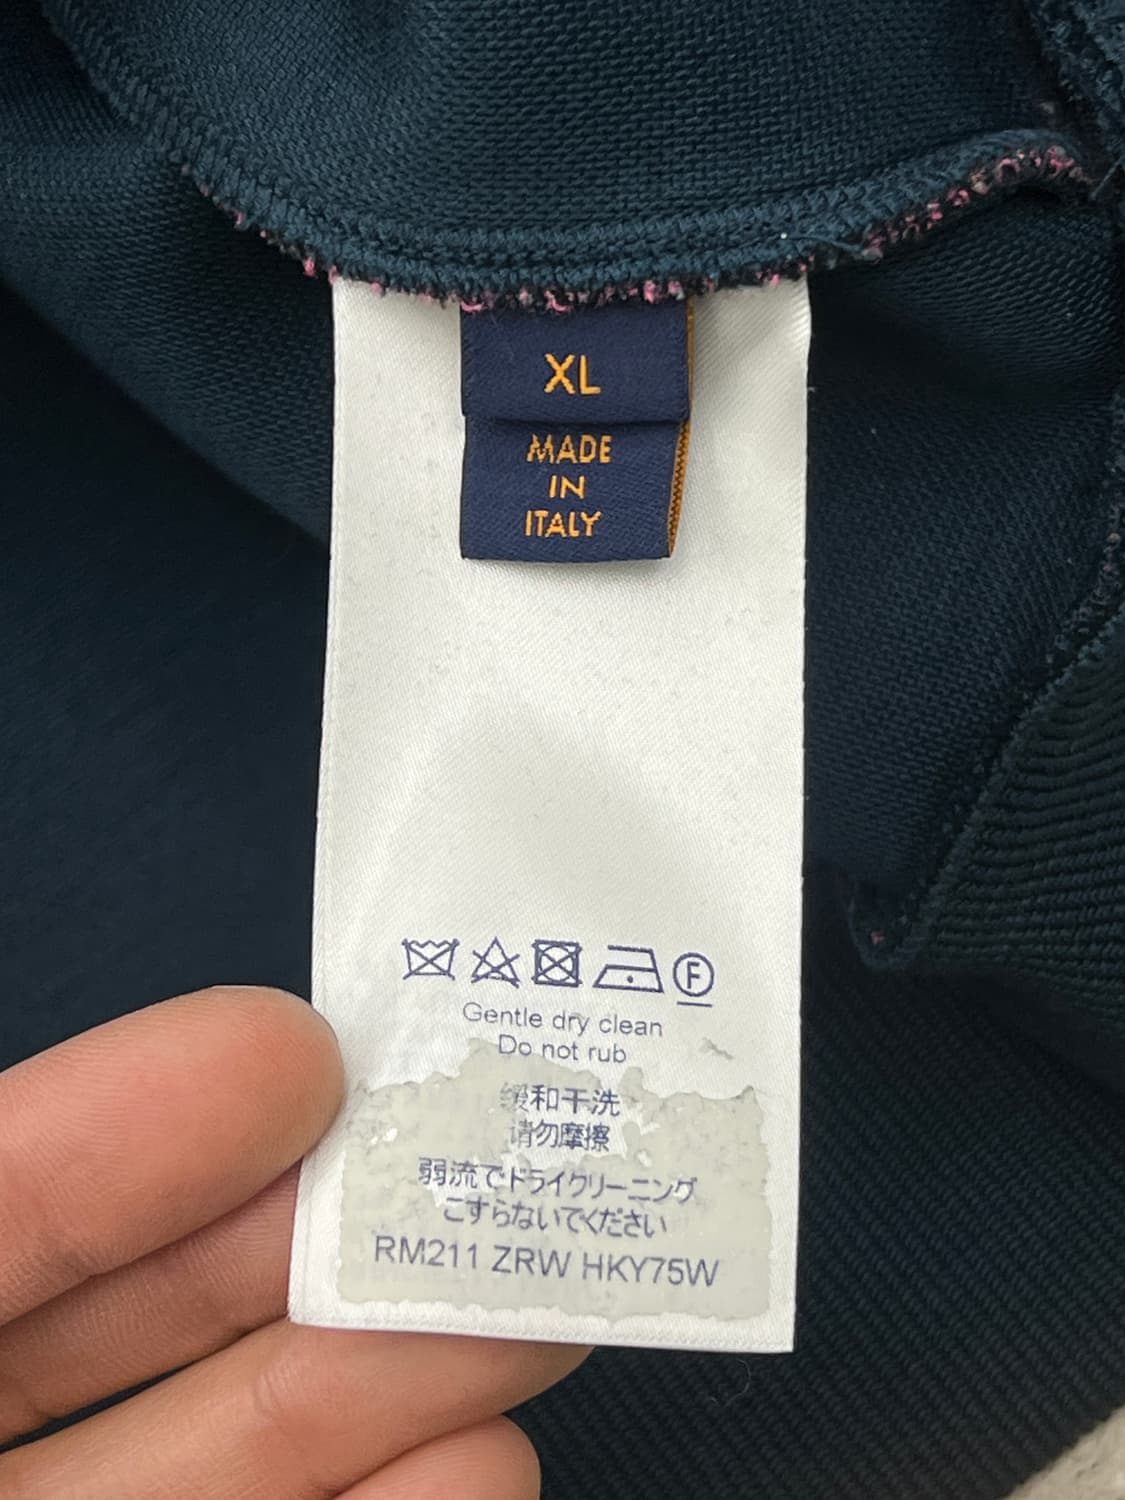 XL
MADE
IN
ITALY
F
Gentle dry clean
Do not rub
缓和干洗
请勿摩擦
弱流でドライクリーニング
こすらないでください
RM211 ZRW HKY75W